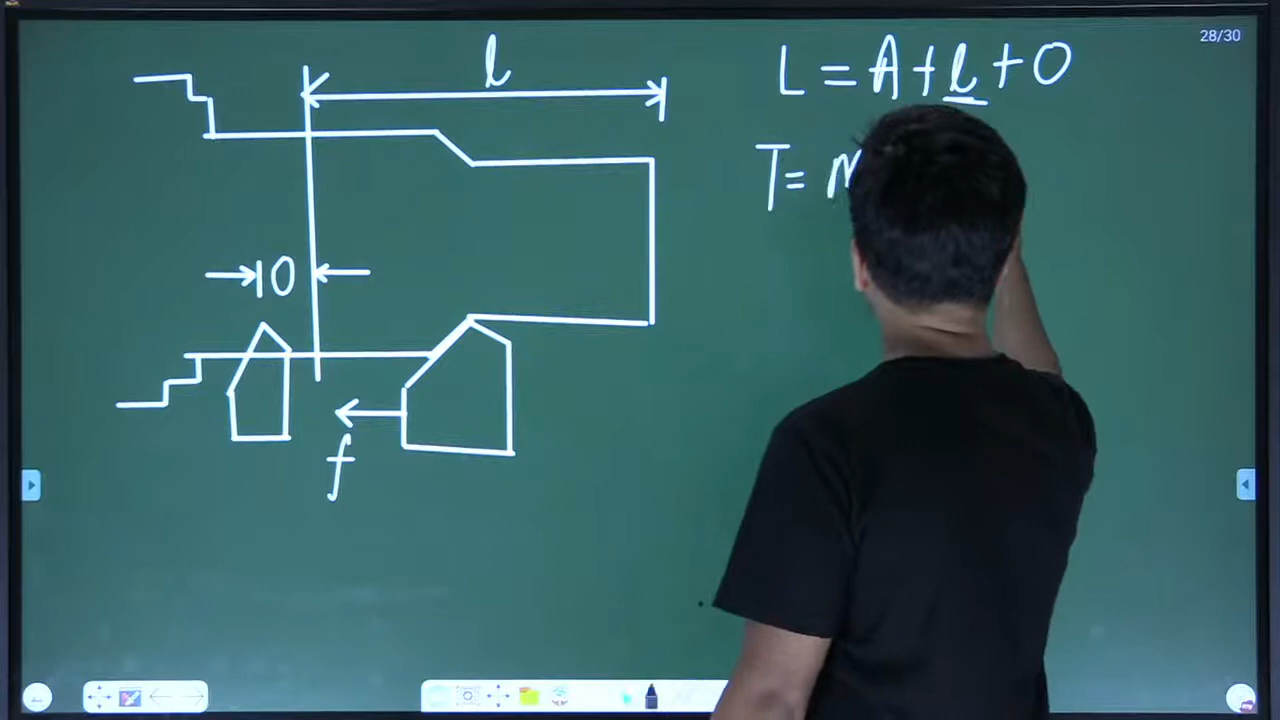 28/30
l
L = A + l + O
T =
O
f